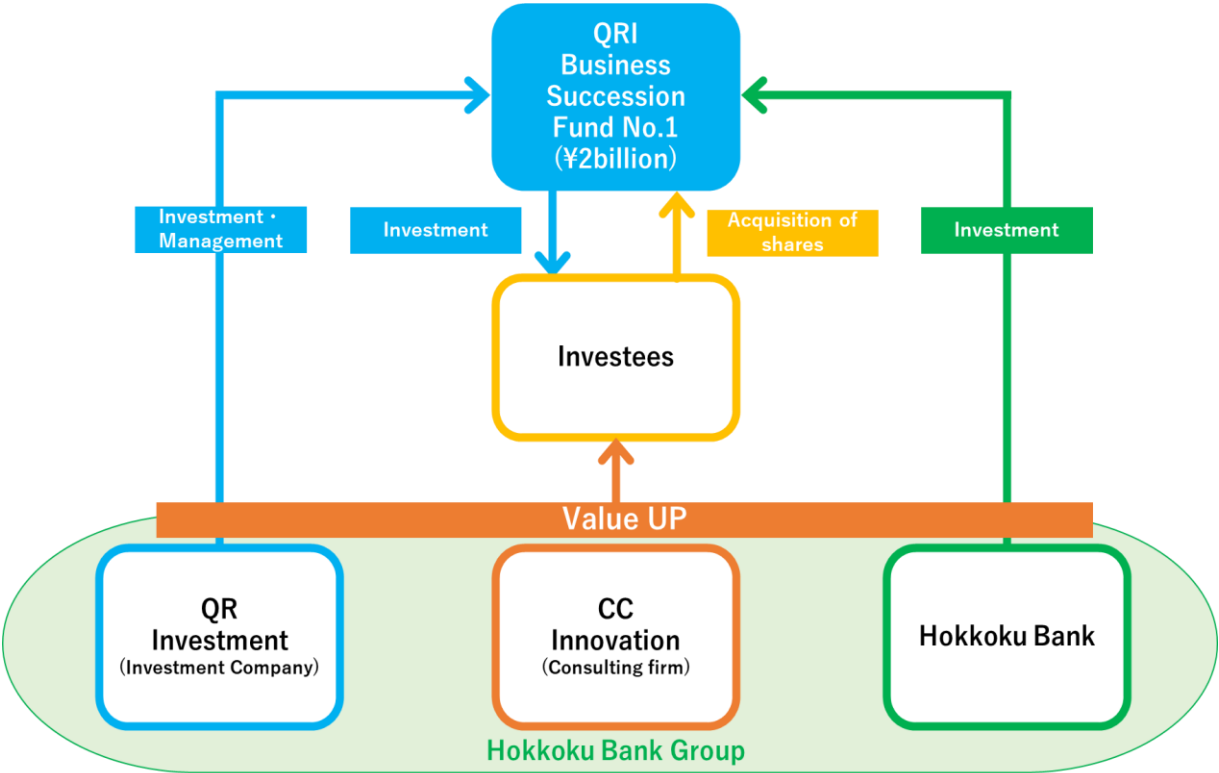 QRI
Business
Succession
Fund No.1
(¥2billion)
Investment・
Management
Investment
Acquisition of
shares
Investment
Investees
Value UP
QR
Investment
(Investment Company)
CC
Innovation
(Consulting firm)
Hokkoku Bank
Hokkoku Bank Group